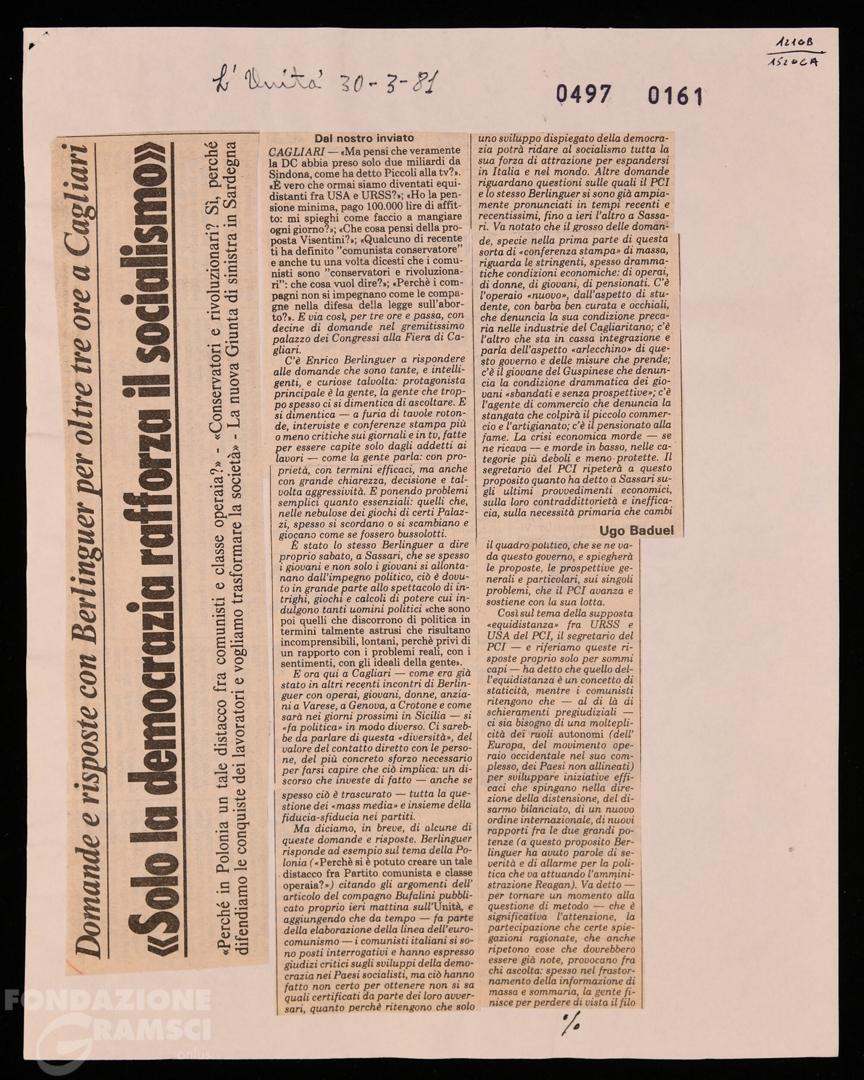 121GB
152GCA
L'Unità 30-3-81
0497 0161
Domande e risposte con Berlinguer per oltre tre ore a Cagliari
«Solo la democrazia rafforza il socialismo»
«Perché in Polonia un tale distacco fra comunisti e classe operaia?» - «Conservatori e rivoluzionari? Sì, perché
difendiamo le conquiste dei lavoratori e vogliamo trasformare la società» - La nuova Giunta di sinistra in Sardegna
Dal nostro inviato
CAGLIARI — «Ma pensi che veramente
la DC abbia preso solo due miliardi da
Sindona, come ha detto Piccoli alla tv?».
«È vero che ormai siamo diventati equi-
distanti fra USA e URSS?»; «Ho la pen-
sione minima, pago 100.000 lire di affit-
to: mi spieghi come faccio a mangiare
ogni giorno?»; «Che cosa pensi della pro-
posta Visentini?»; «Qualcuno di recente
ti ha definito "comunista conservatore"
e anche tu una volta dicesti che i comu-
nisti sono "conservatori e rivoluziona-
ri": che cosa vuol dire?»; «Perchè i com-
pagni non si impegnano come le compa-
gne nella difesa della legge sull'abor-
to?». E via così, per tre ore e passa, con
decine di domande nel gremitissimo
palazzo dei Congressi alla Fiera di Ca-
gliari.
C'è Enrico Berlinguer a rispondere
alle domande che sono tante, e intelli-
genti, e curiose talvolta: protagonista
principale è la gente, la gente che trop-
po spesso ci si dimentica di ascoltare. E
si dimentica — a furia di tavole roton-
de, interviste e conferenze stampa più
o meno critiche sui giornali e in tv, fatte
per essere capite solo dagli addetti ai
lavori — come la gente parla: con pro-
prietà, con termini efficaci, ma anche
con grande chiarezza, decisione e tal-
volta aggressività. E ponendo problemi
semplici quanto essenziali: quelli che,
nelle nebulose dei giochi di certi Palaz-
zi, spesso si scordano o si scambiano e
giocano come se fossero bussolotti.
È stato lo stesso Berlinguer a dire
proprio sabato, a Sassari, che se spesso
i giovani e non solo i giovani si allonta-
nano dall'impegno politico, ciò è dovu-
to in grande parte allo spettacolo di in-
trighi, giochi e calcoli di potere cui in-
dulgono tanti uomini politici «che sono
poi quelli che discorrono di politica in
termini talmente astrusi che risultano
incomprensibili, lontani, perchè privi di
un rapporto con i problemi reali, con i
sentimenti, con gli ideali della gente».
E ora qui a Cagliari — come era già
stato in altri recenti incontri di Berlin-
guer con operai, giovani, donne, anzia-
ni a Varese, a Genova, a Crotone e come
sarà nei giorni prossimi in Sicilia — si
«fa politica» in modo diverso. Ci sareb-
be da parlare di questa «diversità», del
valore del contatto diretto con le perso-
ne, del più concreto sforzo necessario
per farsi capire che ciò implica: un di-
scorso che investe di fatto — anche se
spesso ciò è trascurato — tutta la que-
stione dei «mass media» e insieme della
fiducia-sfiducia nei partiti.
Ma diciamo, in breve, di alcune di
queste domande e risposte. Berlinguer
risponde ad esempio sul tema della Po-
lonia («Perchè si è potuto creare un tale
distacco fra Partito comunista e classe
operaia?») citando gli argomenti dell'
articolo del compagno Bufalini pubbli-
cato proprio ieri mattina sull'Unità, e
aggiungendo che da tempo — fa parte
della elaborazione della linea dell'euro-
comunismo — i comunisti italiani si so-
no posti interrogativi e hanno espresso
giudizi critici sugli sviluppi della demo-
crazia nei Paesi socialisti, ma ciò hanno
fatto non certo per ottenere non si sa
quali certificati da parte dei loro avver-
sari, quanto perchè ritengono che solo
uno sviluppo dispiegato della democra-
zia potrà ridare al socialismo tutta la
sua forza di attrazione per espandersi
in Italia e nel mondo. Altre domande
riguardano questioni sulle quali il PCI
e lo stesso Berlinguer si sono già ampia-
mente pronunciati in tempi recenti e
recentissimi, fino a ieri l'altro a Sassa-
ri. Va notato che il grosso delle doman-
de, specie nella prima parte di questa
sorta di «conferenza stampa» di massa,
riguarda le stringenti, spesso dramma-
tiche condizioni economiche: di operai,
di donne, di giovani, di pensionati. C'è
l'operaio «nuovo», dall'aspetto di stu-
dente, con barba ben curata e occhiali,
che denuncia la sua condizione preca-
ria nelle industrie del Cagliaritano; c'è
l'altro che sta in cassa integrazione e
parla dell'aspetto «arlecchino» di que-
sto governo e delle misure che prende;
c'è il giovane del Guspinese che denun-
cia la condizione drammatica dei gio-
vani «sbandati e senza prospettive»; c'è
l'agente di commercio che denuncia la
stangata che colpirà il piccolo commer-
cio e l'artigianato; c'è il pensionato alla
fame. La crisi economica morde — se
ne ricava — e morde in basso, nelle ca-
tegorie più deboli e meno protette. Il
segretario del PCI ripeterà a questo
proposito quanto ha detto a Sassari su-
gli ultimi provvedimenti economici,
sulla loro contraddittorietà e ineffica-
cia, sulla necessità primaria che cambi
Ugo Baduel
il quadro politico, che se ne va-
da questo governo, e spiegherà
le proposte, le prospettive ge-
nerali e particolari, sui singoli
problemi, che il PCI avanza e
sostiene con la sua lotta.
Così sul tema della supposta
«equidistanza» fra URSS e
USA del PCI, il segretario del
PCI — e riferiamo queste ri-
sposte proprio solo per sommi
capi — ha detto che quello del-
l'equidistanza è un concetto di
staticità, mentre i comunisti
ritengono che — al di là di
schieramenti pregiudiziali —
ci sia bisogno di una moltepli-
cità dei ruoli autonomi (dell'
Europa, del movimento ope-
raio occidentale nel suo com-
plesso, dei Paesi non allineati)
per sviluppare iniziative effi-
caci che spingano nella dire-
zione della distensione, del di-
sarmo bilanciato, di un nuovo
ordine internazionale, di nuovi
rapporti fra le due grandi po-
tenze (a questo proposito Ber-
linguer ha avuto parole di se-
verità e di allarme per la poli-
tica che va attuando l'ammini-
strazione Reagan). Va detto —
per tornare un momento alla
questione di metodo — che è
significativa l'attenzione, la
partecipazione che certe spie-
gazioni ragionate, che anche
ripetono cose che dovrebbero
essere già note, provocano fra
chi ascolta: spesso nel frastor-
namento della informazione di
massa e sommaria, la gente fi-
nisce per perdere di vista il filo
%
FONDAZIONE
GRAMSCI
onlus